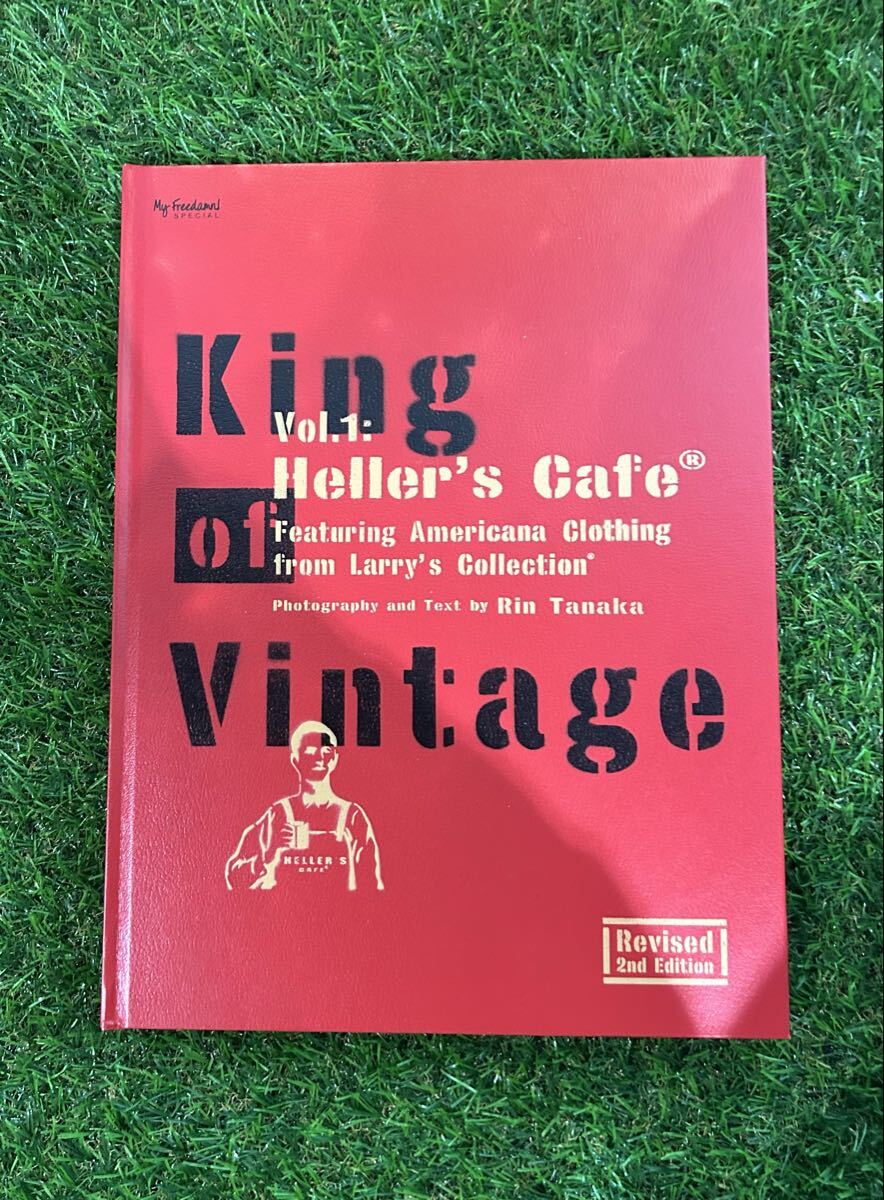 My Freedamn!
SPECIAL
King
Vol.1:
Heller's Cafe®
of
Featuring Americana Clothing
from Larry's Collection®
Photography and Text by Rin Tanaka
Vintage
HELLER'S
CAFE®
Revised
2nd Edition